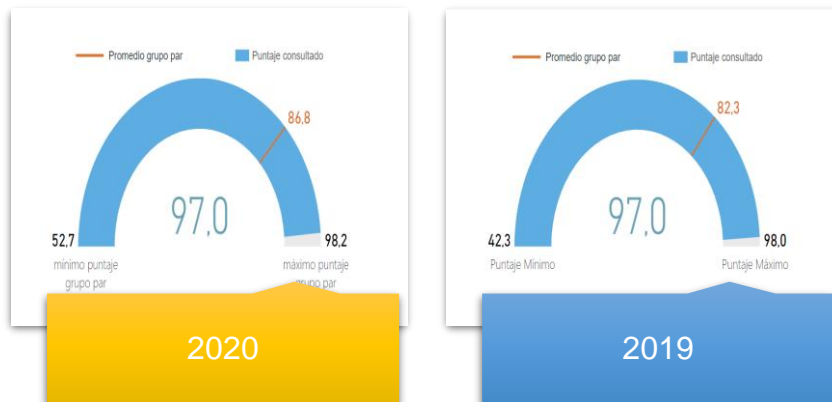 Promedio grupo par
Puntaje consultado
86,8
97,0
52,7
98,2
mínimo puntaje
grupo par
máximo puntaje
grupo par
2020
Promedio grupo par
Puntaje consultado
82,3
97,0
42,3
98,0
Puntaje Mínimo
Puntaje Máximo
2019